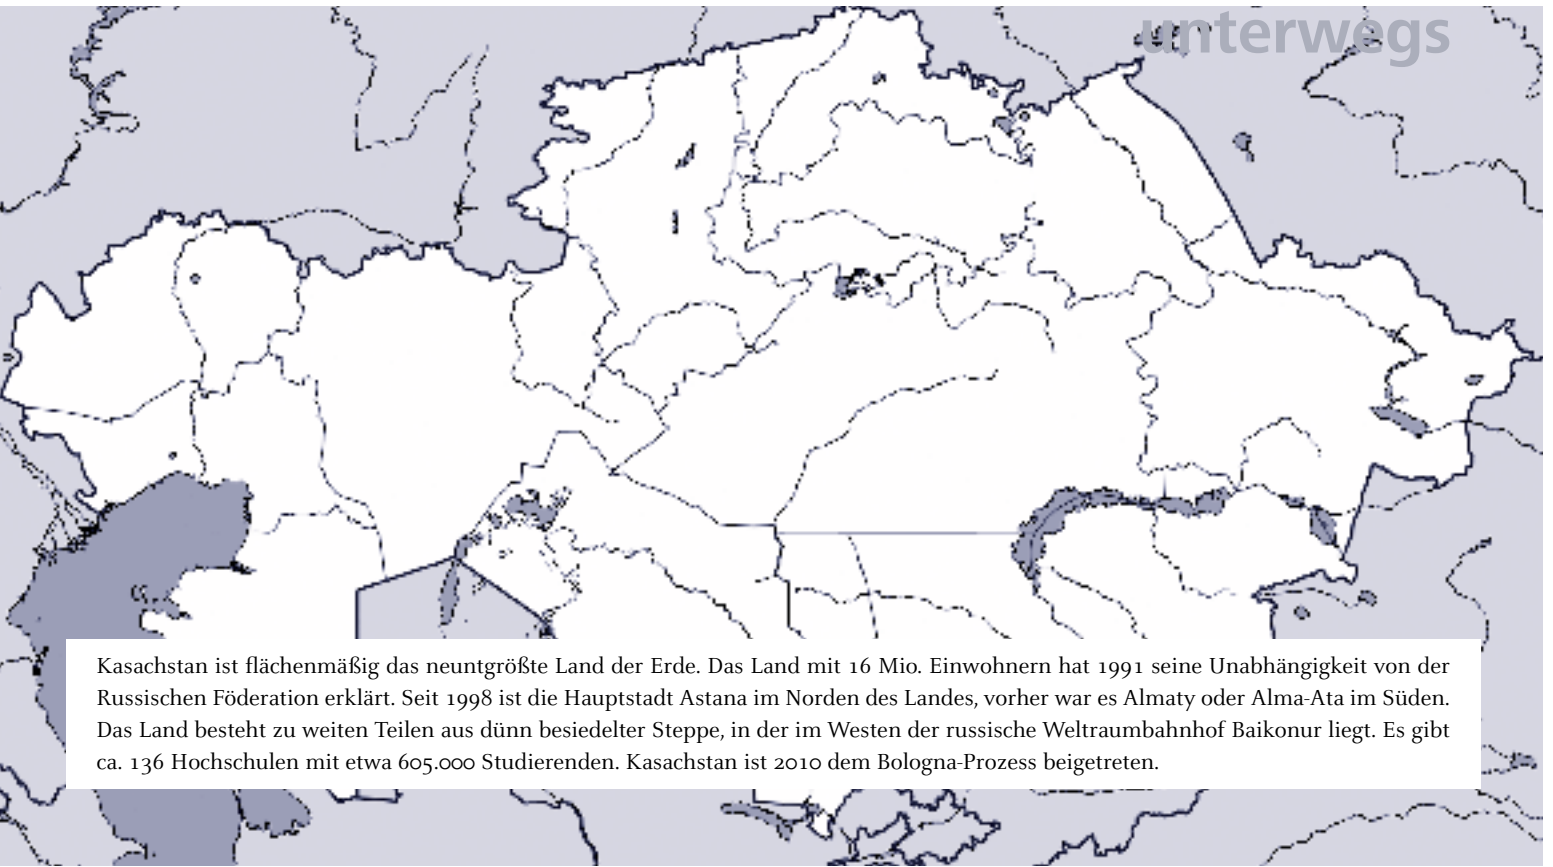 unterwegs
Kasachstan ist flächenmäßig das neuntgrößte Land der Erde. Das Land mit 16 Mio. Einwohnern hat 1991 seine Unabhängigkeit von der
Russischen Föderation erklärt. Seit 1998 ist die Hauptstadt Astana im Norden des Landes, vorher war es Almaty oder Alma-Ata im Süden.
Das Land besteht zu weiten Teilen aus dünn besiedelter Steppe, in der im Westen der russische Weltraumbahnhof Baikonur liegt. Es gibt
ca. 136 Hochschulen mit etwa 605.000 Studierenden. Kasachstan ist 2010 dem Bologna-Prozess beigetreten.